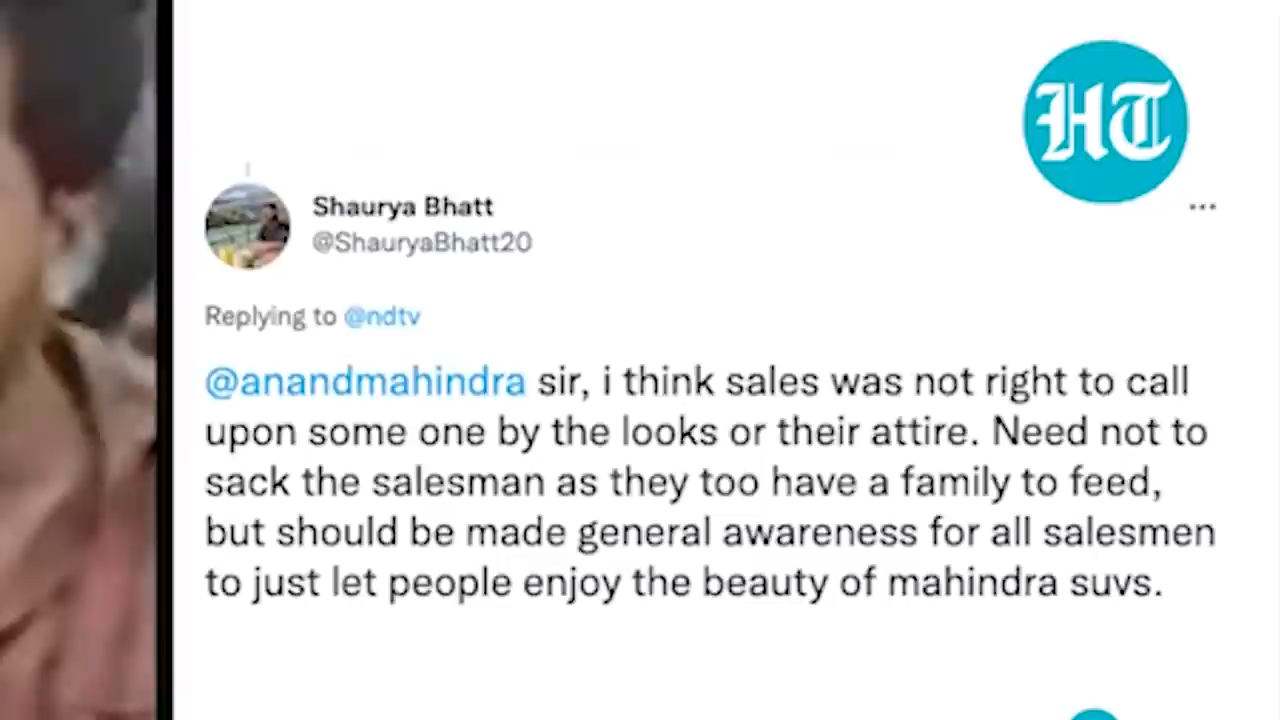 HT
Shaurya Bhatt
@ShauryaBhatt20
Replying to @ndtv
@anandmahindra sir, i think sales was not right to call
upon some one by the looks or their attire. Need not to
sack the salesman as they too have a family to feed,
but should be made general awareness for all salesmen
to just let people enjoy the beauty of mahindra suvs.